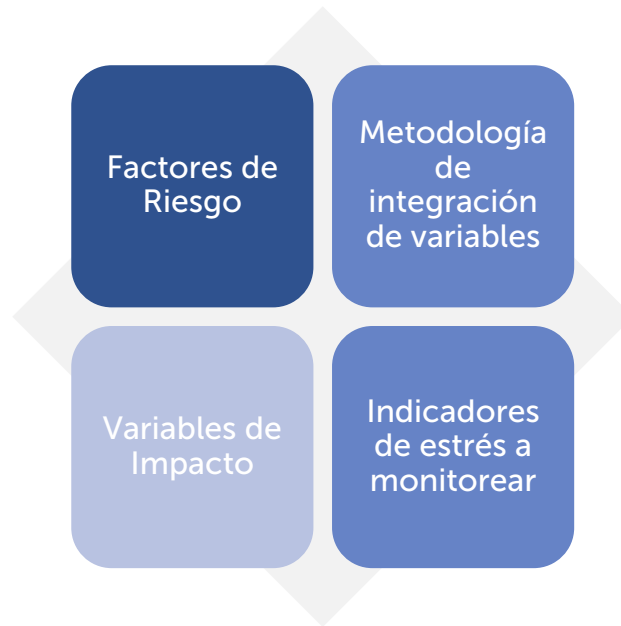 Factores de
Riesgo
Metodología
de
integración
de variables
Variables de
Impacto
Indicadores
de estrés a
monitorear